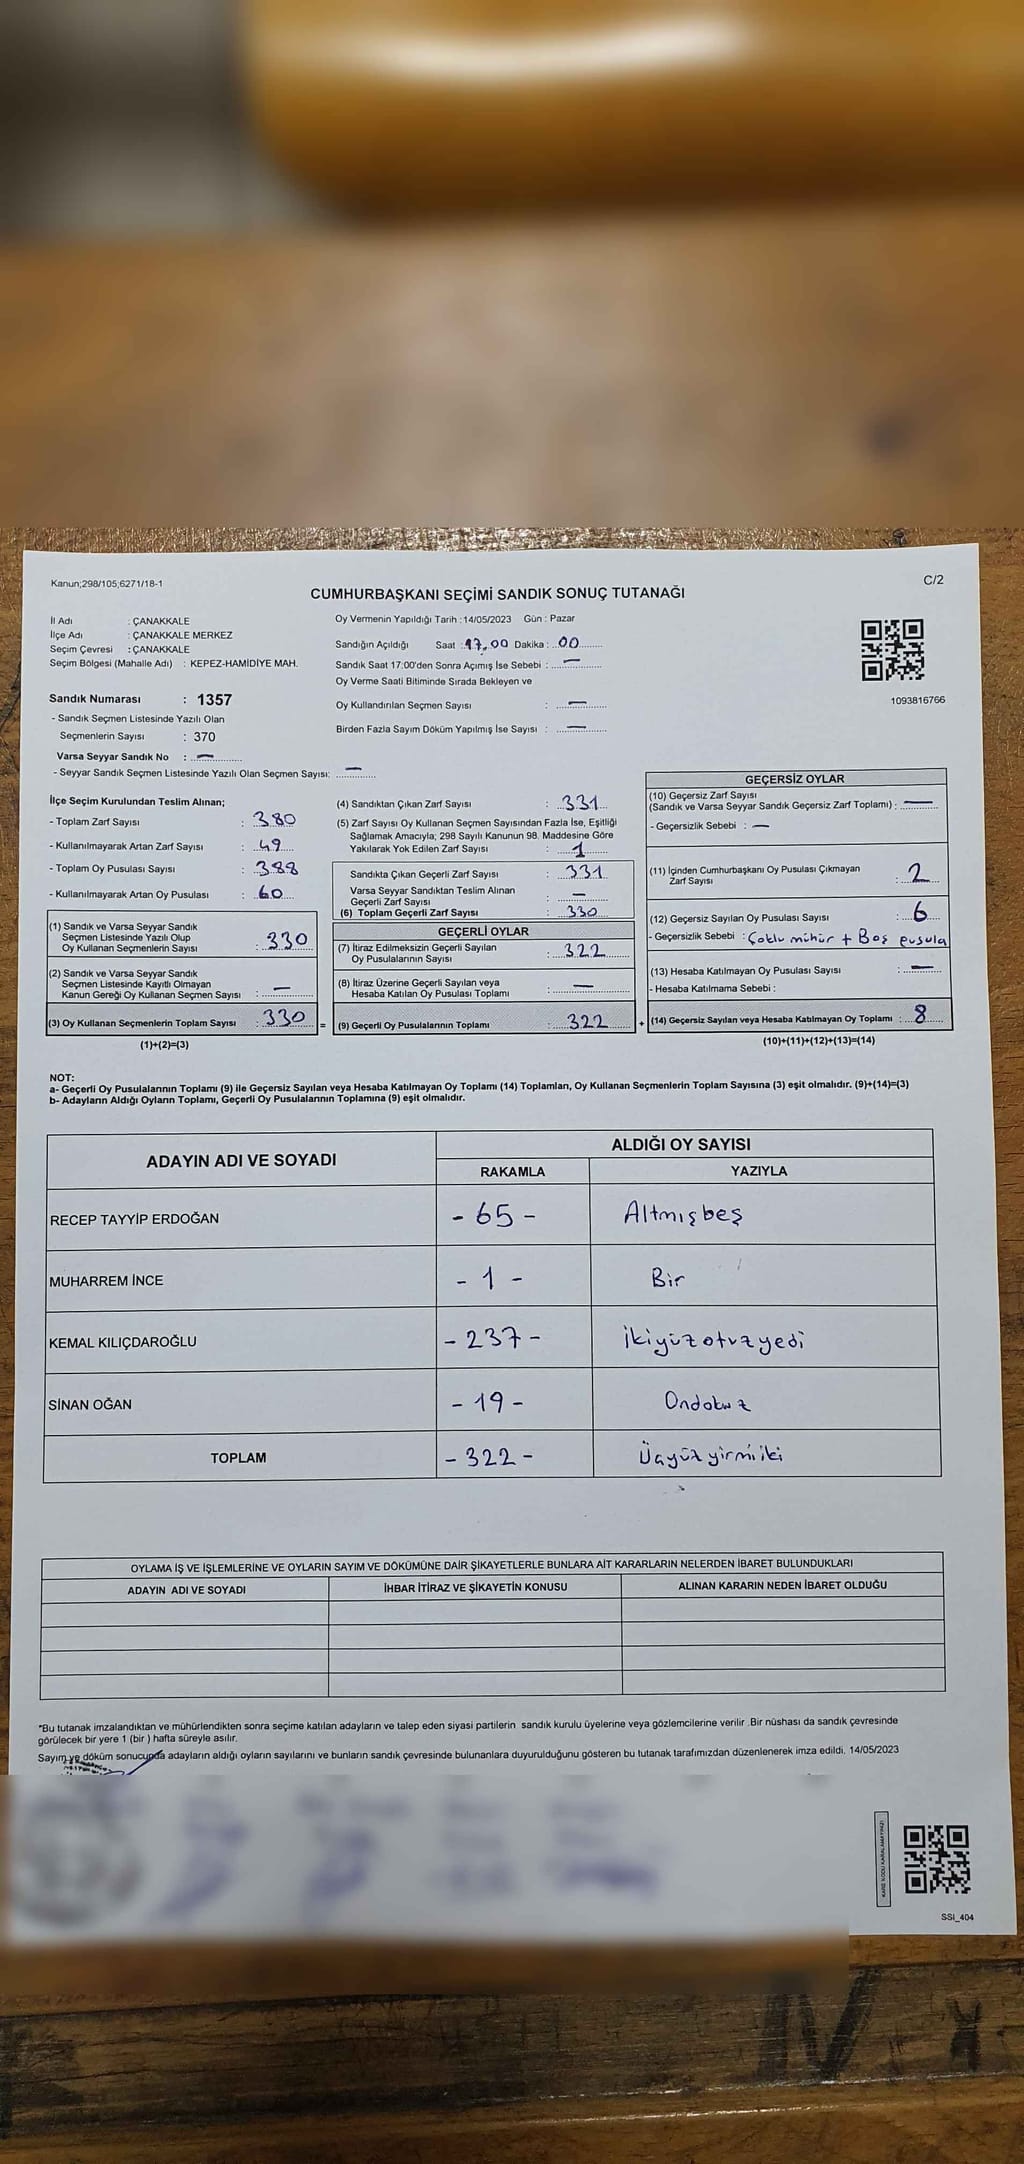 Kanun;298/105;6271/18-1
C/2
CUMHURBAŞKANI SEÇİMİ SANDIK SONUÇ TUTANAĞI
İl Adı : ÇANAKKALE
İlçe Adı : ÇANAKKALE MERKEZ
Seçim Çevresi : ÇANAKKALE
Seçim Bölgesi (Mahalle Adı) : KEPEZ-HAMİDİYE MAH.
Oy Vermenin Yapıldığı Tarih : 14/05/2023 Gün : Pazar
Sandığın Açıldığı Saat : 17.00 Dakika : 00
Sandık Saat 17:00'den Sonra Açımış İse Sebebi : —
Oy Verme Saati Bitiminde Sırada Bekleyen ve
Oy Kullandırılan Seçmen Sayısı : —
Birden Fazla Sayım Döküm Yapılmış İse Sayısı : —
1093816766
Sandık Numarası : 1357
- Sandık Seçmen Listesinde Yazılı Olan
Seçmenlerin Sayısı : 370
Varsa Seyyar Sandık No : —
- Seyyar Sandık Seçmen Listesinde Yazılı Olan Seçmen Sayısı: —
İlçe Seçim Kurulundan Teslim Alınan;
- Toplam Zarf Sayısı : 380
- Kullanılmayarak Artan Zarf Sayısı : 49
- Toplam Oy Pusulası Sayısı : 388
- Kullanılmayarak Artan Oy Pusulası : 60
(1) Sandık ve Varsa Seyyar Sandık
Seçmen Listesinde Yazılı Olup
Oy Kullanan Seçmenlerin Sayısı : 330
(2) Sandık ve Varsa Seyyar Sandık
Seçmen Listesinde Kayıtlı Olmayan
Kanun Gereği Oy Kullanan Seçmen Sayısı : —
(3) Oy Kullanan Seçmenlerin Toplam Sayısı : 330 =
(1)+(2)=(3)
(4) Sandıktan Çıkan Zarf Sayısı : 331
(5) Zarf Sayısı Oy Kullanan Seçmen Sayısından Fazla İse, Eşitliği
Sağlamak Amacıyla; 298 Sayılı Kanunun 98. Maddesine Göre
Yakılarak Yok Edilen Zarf Sayısı : 1
Sandıkta Çıkan Geçerli Zarf Sayısı : 331
Varsa Seyyar Sandıktan Teslim Alınan
Geçerli Zarf Sayısı : —
(6) Toplam Geçerli Zarf Sayısı : 330
GEÇERLİ OYLAR
(7) İtiraz Edilmeksizin Geçerli Sayılan
Oy Pusulalarının Sayısı : 322
(8) İtiraz Üzerine Geçerli Sayılan veya
Hesaba Katılan Oy Pusulası Toplamı : —
(9) Geçerli Oy Pusulalarının Toplamı : 322 +
GEÇERSİZ OYLAR
(10) Geçersiz Zarf Sayısı
(Sandık ve Varsa Seyyar Sandık Geçersiz Zarf Toplamı) : —
- Geçersizlik Sebebi : —
(11) İçinden Cumhurbaşkanı Oy Pusulası Çıkmayan
Zarf Sayısı : 2
(12) Geçersiz Sayılan Oy Pusulası Sayısı : 6
- Geçersizlik Sebebi : Çoklu mühür + Boş pusula
(13) Hesaba Katılmayan Oy Pusulası Sayısı : —
- Hesaba Katılmama Sebebi :
(14) Geçersiz Sayılan veya Hesaba Katılmayan Oy Toplamı : 8
(10)+(11)+(12)+(13)=(14)
NOT:
a- Geçerli Oy Pusulalarının Toplamı (9) ile Geçersiz Sayılan veya Hesaba Katılmayan Oy Toplamı (14) Toplamları, Oy Kullanan Seçmenlerin Toplam Sayısına (3) eşit olmalıdır. (9)+(14)=(3)
b- Adayların Aldığı Oyların Toplamı, Geçerli Oy Pusulalarının Toplamına (9) eşit olmalıdır.
ADAYIN ADI VE SOYADI
ALDIĞI OY SAYISI
RAKAMLA YAZIYLA
RECEP TAYYİP ERDOĞAN - 65 - Altmışbeş
MUHARREM İNCE - 1 - Bir
KEMAL KILIÇDAROĞLU - 237 - İkiyüzotuzyedi
SİNAN OĞAN - 19 - Ondokuz
TOPLAM - 322 - Üçyüzyirmiiki
OYLAMA İŞ VE İŞLEMLERİNE VE OYLARIN SAYIM VE DÖKÜMÜNE DAİR ŞİKAYETLERLE BUNLARA AİT KARARLARIN NELERDEN İBARET BULUNDUKLARI
ADAYIN ADI VE SOYADI İHBAR İTİRAZ VE ŞİKAYETİN KONUSU ALINAN KARARIN NEDEN İBARET OLDUĞU
*Bu tutanak imzalandıktan ve mühürlendikten sonra seçime katılan adayların ve talep eden siyasi partilerin sandık kurulu üyelerine veya gözlemcilerine verilir .Bir nüshası da sandık çevresinde
görülecek bir yere 1 (bir ) hafta süreyle asılır.
Sayım ve döküm sonucunda adayların aldığı oyların sayılarını ve bunların sandık çevresinde bulunanlara duyurulduğunu gösteren bu tutanak tarafımızdan düzenlenerek imza edildi. 14/05/2023
KARE KODU KARALAMAYINIZ!
SSI_404